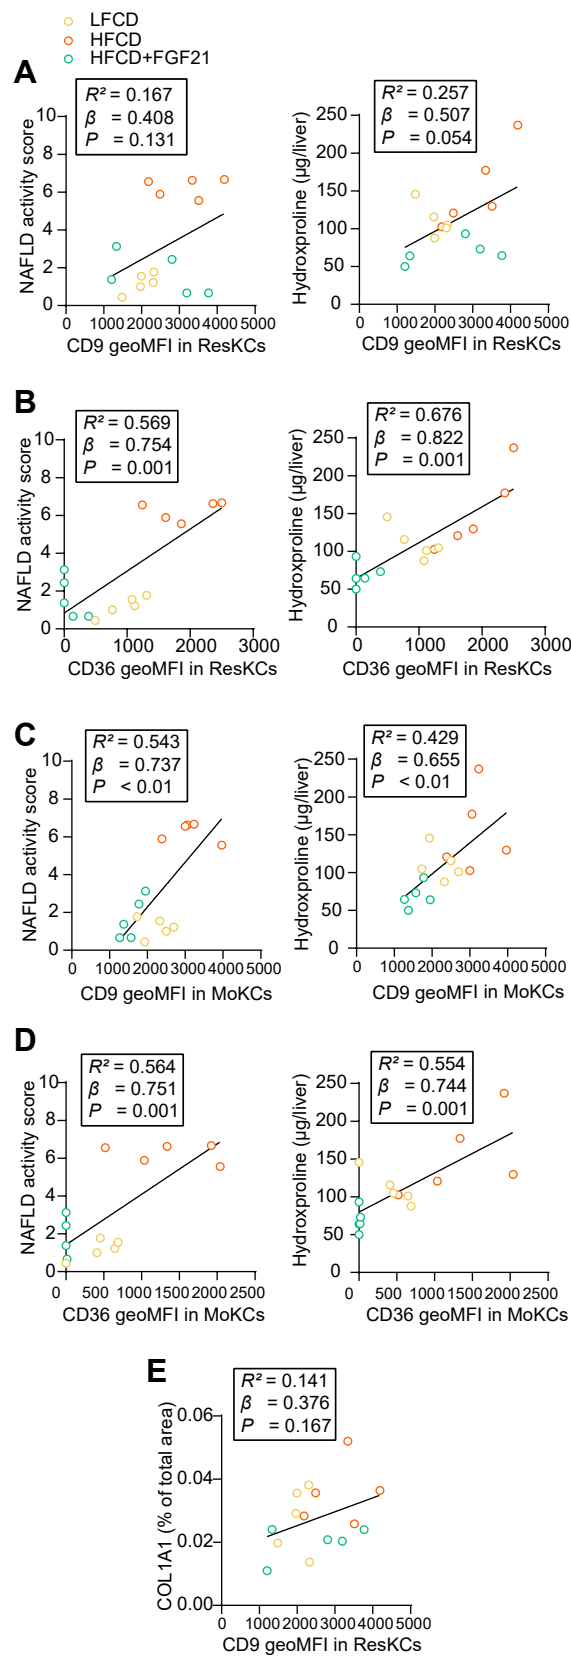 LFCD
HFCD
HFCD+FGF21
A
R² = 0.167
β = 0.408
P = 0.131
NAFLD activity score
10
8
6
4
2
0
0 1000 2000 3000 4000 5000
CD9 geoMFI in ResKCs
R² = 0.257
β = 0.507
P = 0.054
Hydroxproline (µg/liver)
250
200
150
100
50
0
0 1000 2000 3000 4000 5000
CD9 geoMFI in ResKCs
B
R² = 0.569
β = 0.754
P = 0.001
NAFLD activity score
10
8
6
4
2
0
0 1000 2000 3000
CD36 geoMFI in ResKCs
R² = 0.676
β = 0.822
P = 0.001
Hydroxproline (µg/liver)
250
200
150
100
50
0
0 1000 2000 3000
CD36 geoMFI in ResKCs
C
R² = 0.543
β = 0.737
P < 0.01
NAFLD activity score
10
8
6
4
2
0
0 1000 2000 3000 4000 5000
CD9 geoMFI in MoKCs
R² = 0.429
β = 0.655
P < 0.01
Hydroxproline (µg/liver)
250
200
150
100
50
0
0 1000 2000 3000 4000 5000
CD9 geoMFI in MoKCs
D
R² = 0.564
β = 0.751
P = 0.001
NAFLD activity score
10
8
6
4
2
0
0 500 1000 1500 2000 2500
CD36 geoMFI in MoKCs
R² = 0.554
β = 0.744
P = 0.001
Hydroxproline (µg/liver)
250
200
150
100
50
0
0 500 1000 1500 2000 2500
CD36 geoMFI in MoKCs
E
R² = 0.141
β = 0.376
P = 0.167
COL1A1 (% of total area)
0.06
0.04
0.02
0.00
0 1000 2000 3000 4000 5000
CD9 geoMFI in ResKCs